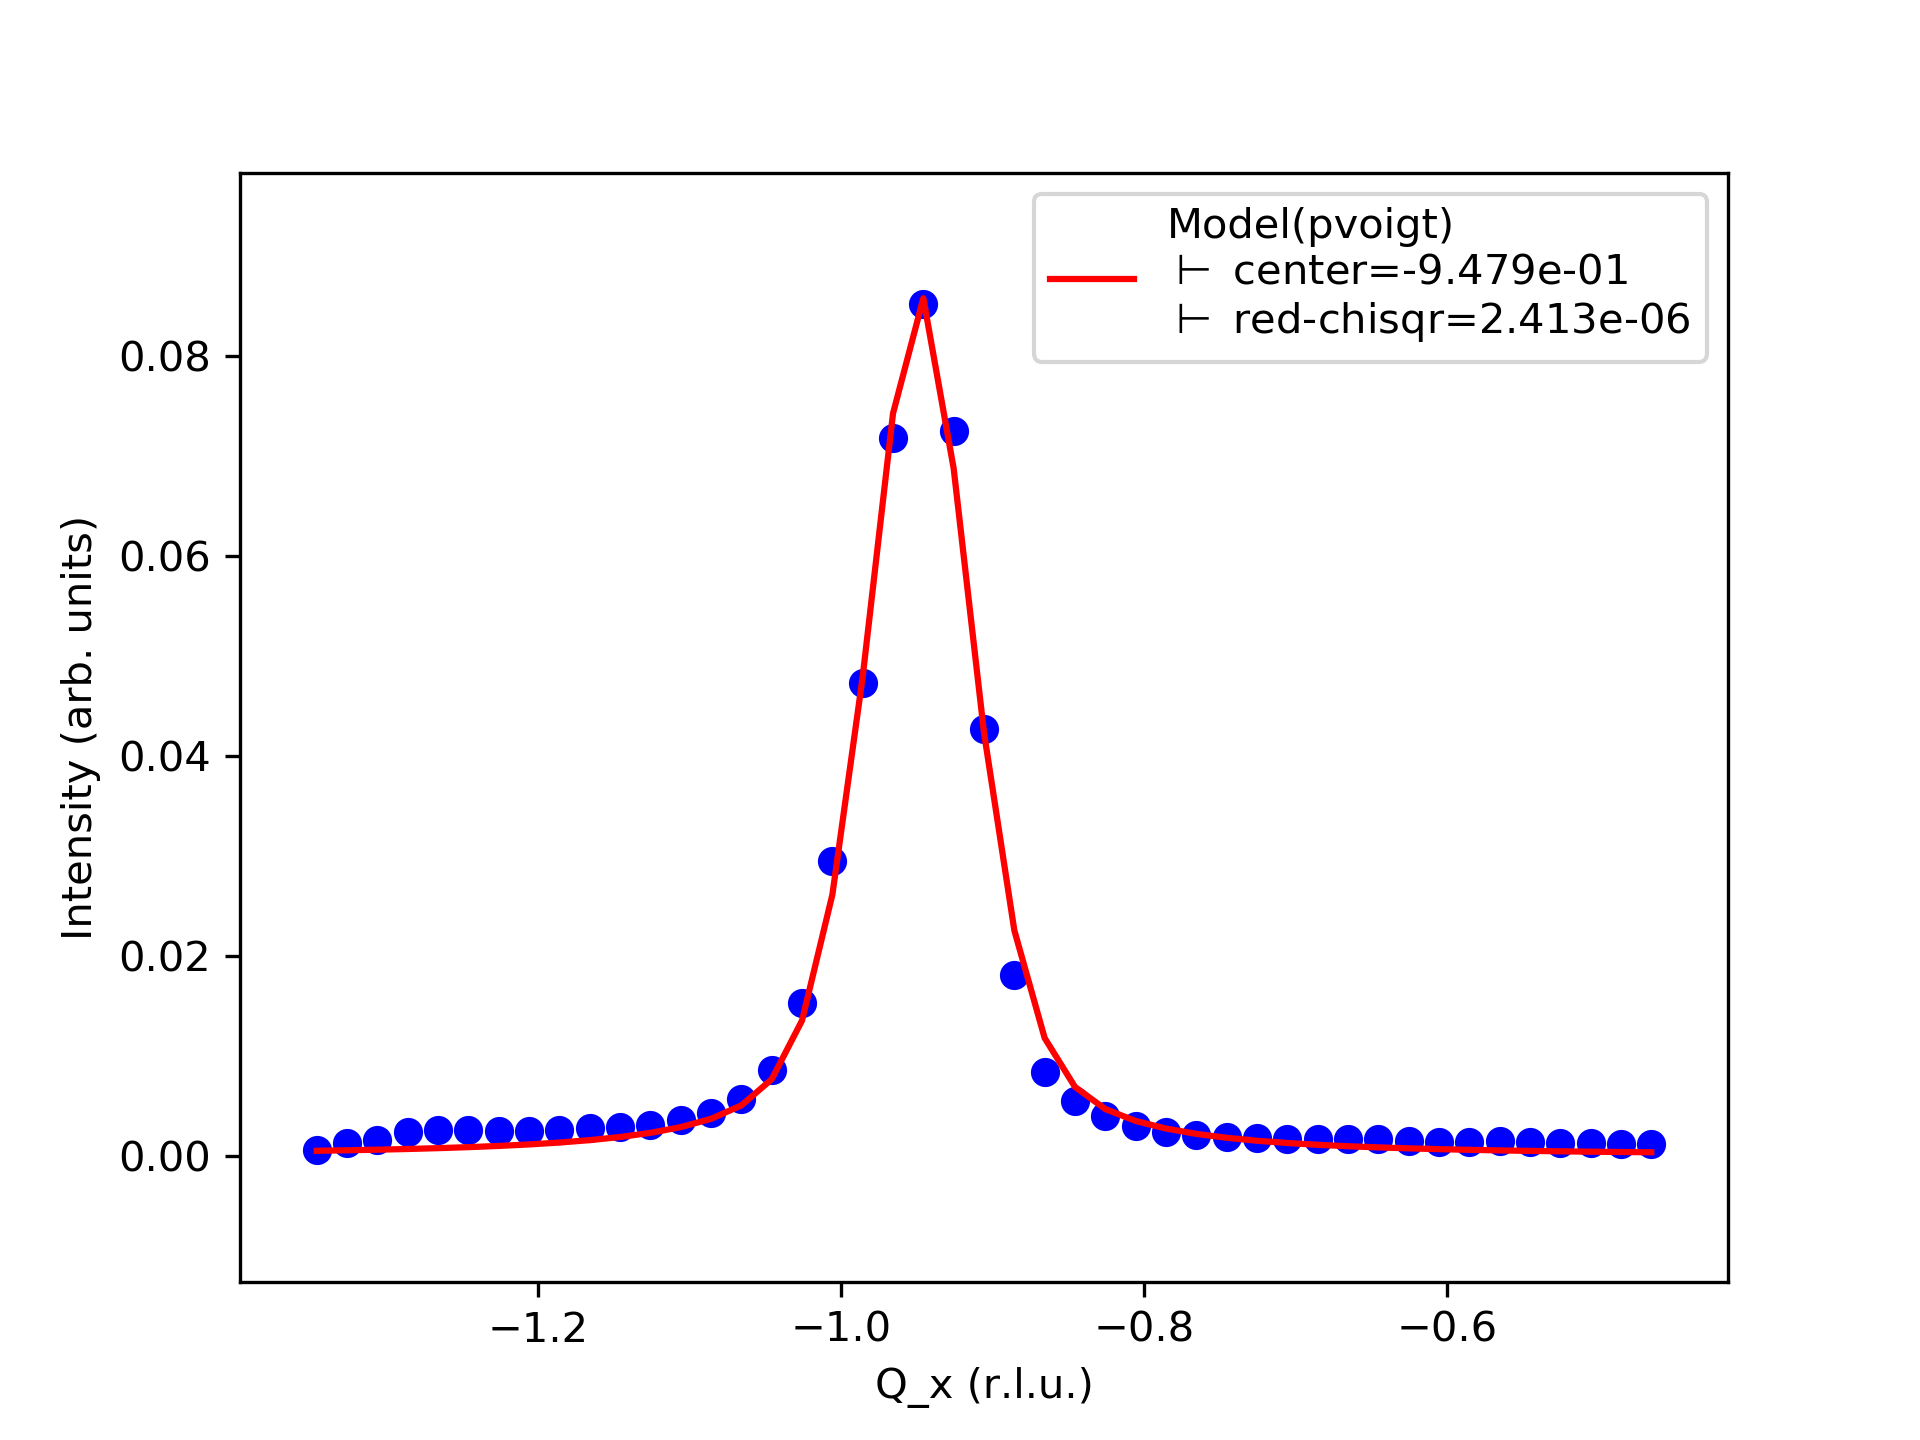 Model(pvoigt)
⊢ center=-9.479e-01
⊢ red-chisqr=2.413e-06
0.08
0.06
0.04
0.02
0.00
Intensity (arb. units)
−1.2 −1.0 −0.8 −0.6
Q_x (r.l.u.)